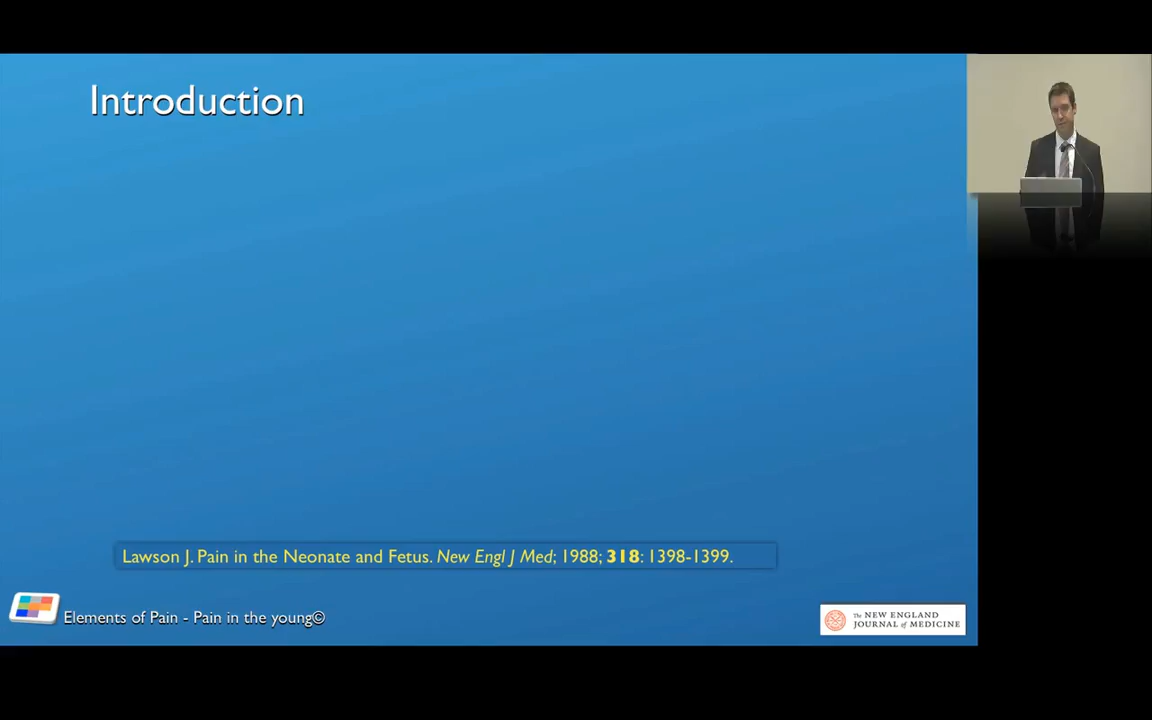 Introduction
Lawson J. Pain in the Neonate and Fetus. New Engl J Med; 1988; 318: 1398-1399.
Elements of Pain - Pain in the young©
The NEW ENGLAND
JOURNAL of MEDICINE